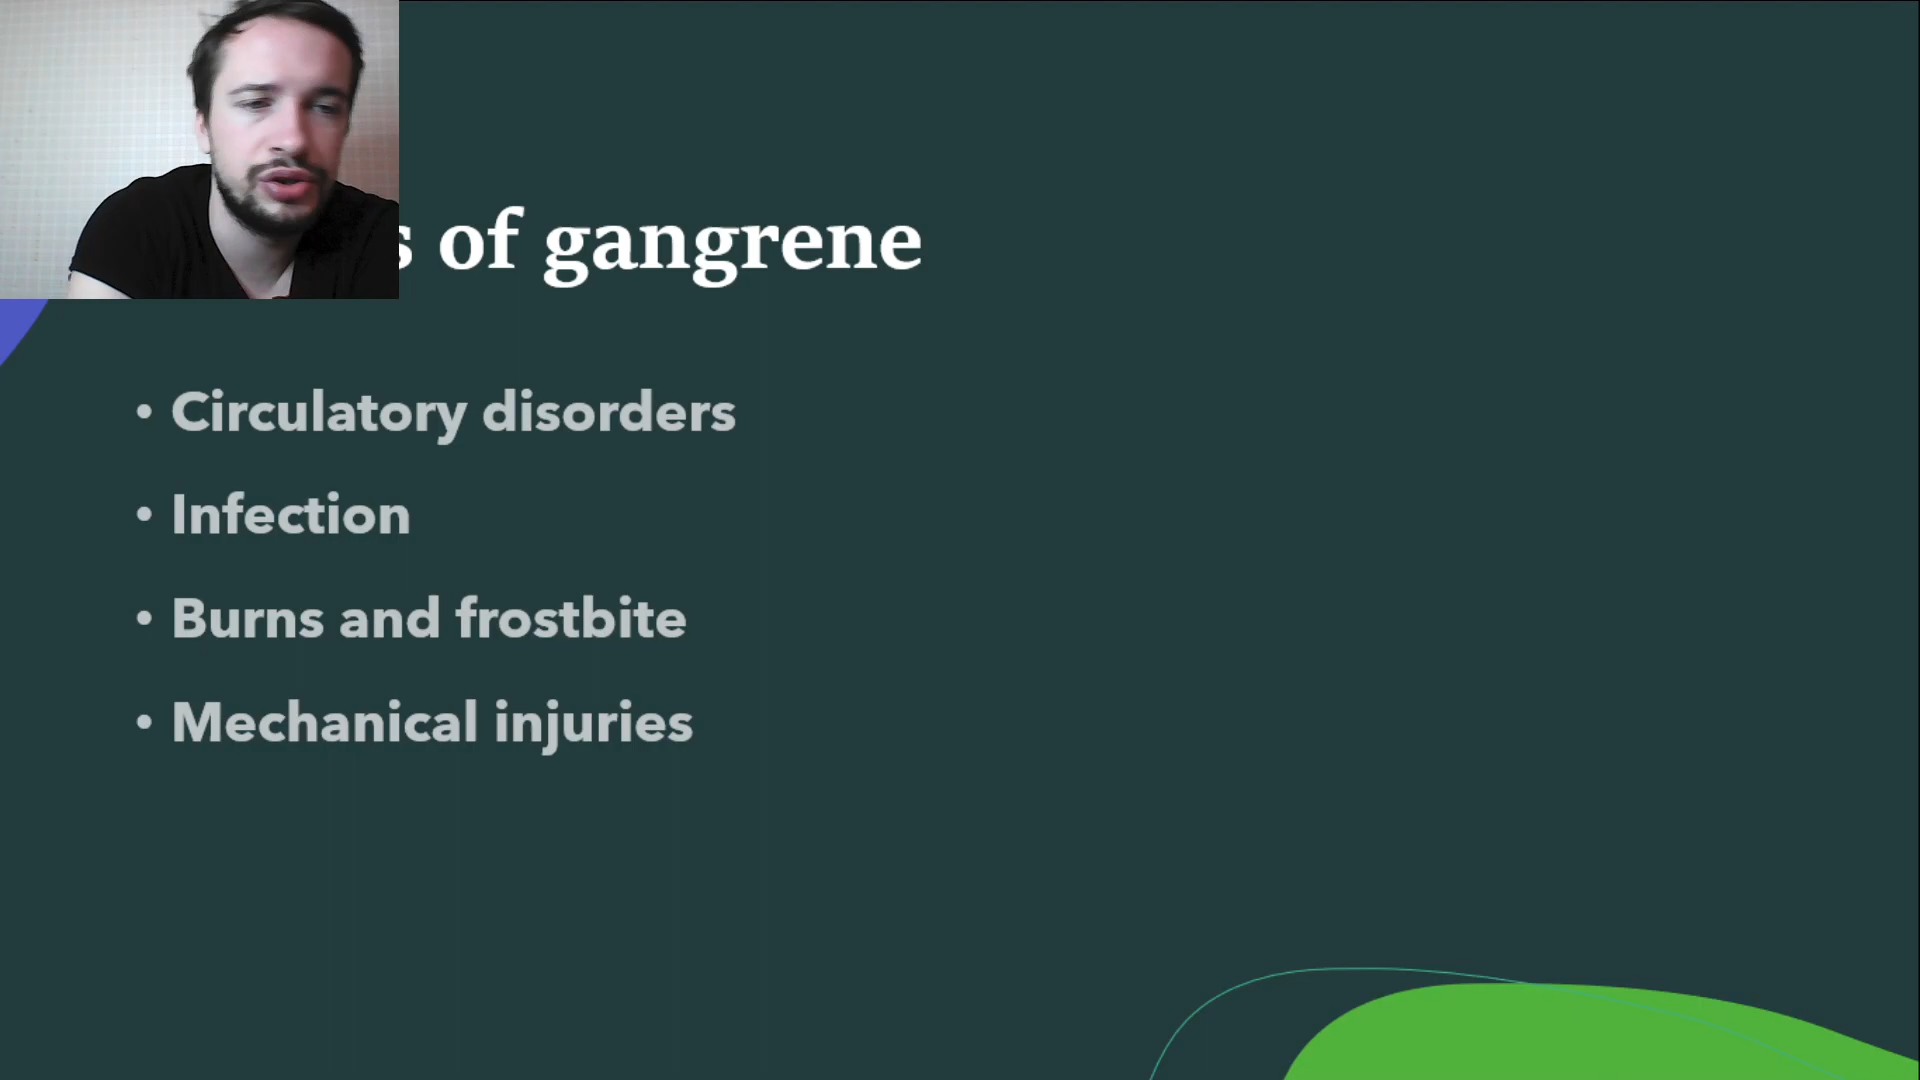 of gangrene
• Circulatory disorders
• Infection
• Burns and frostbite
• Mechanical injuries